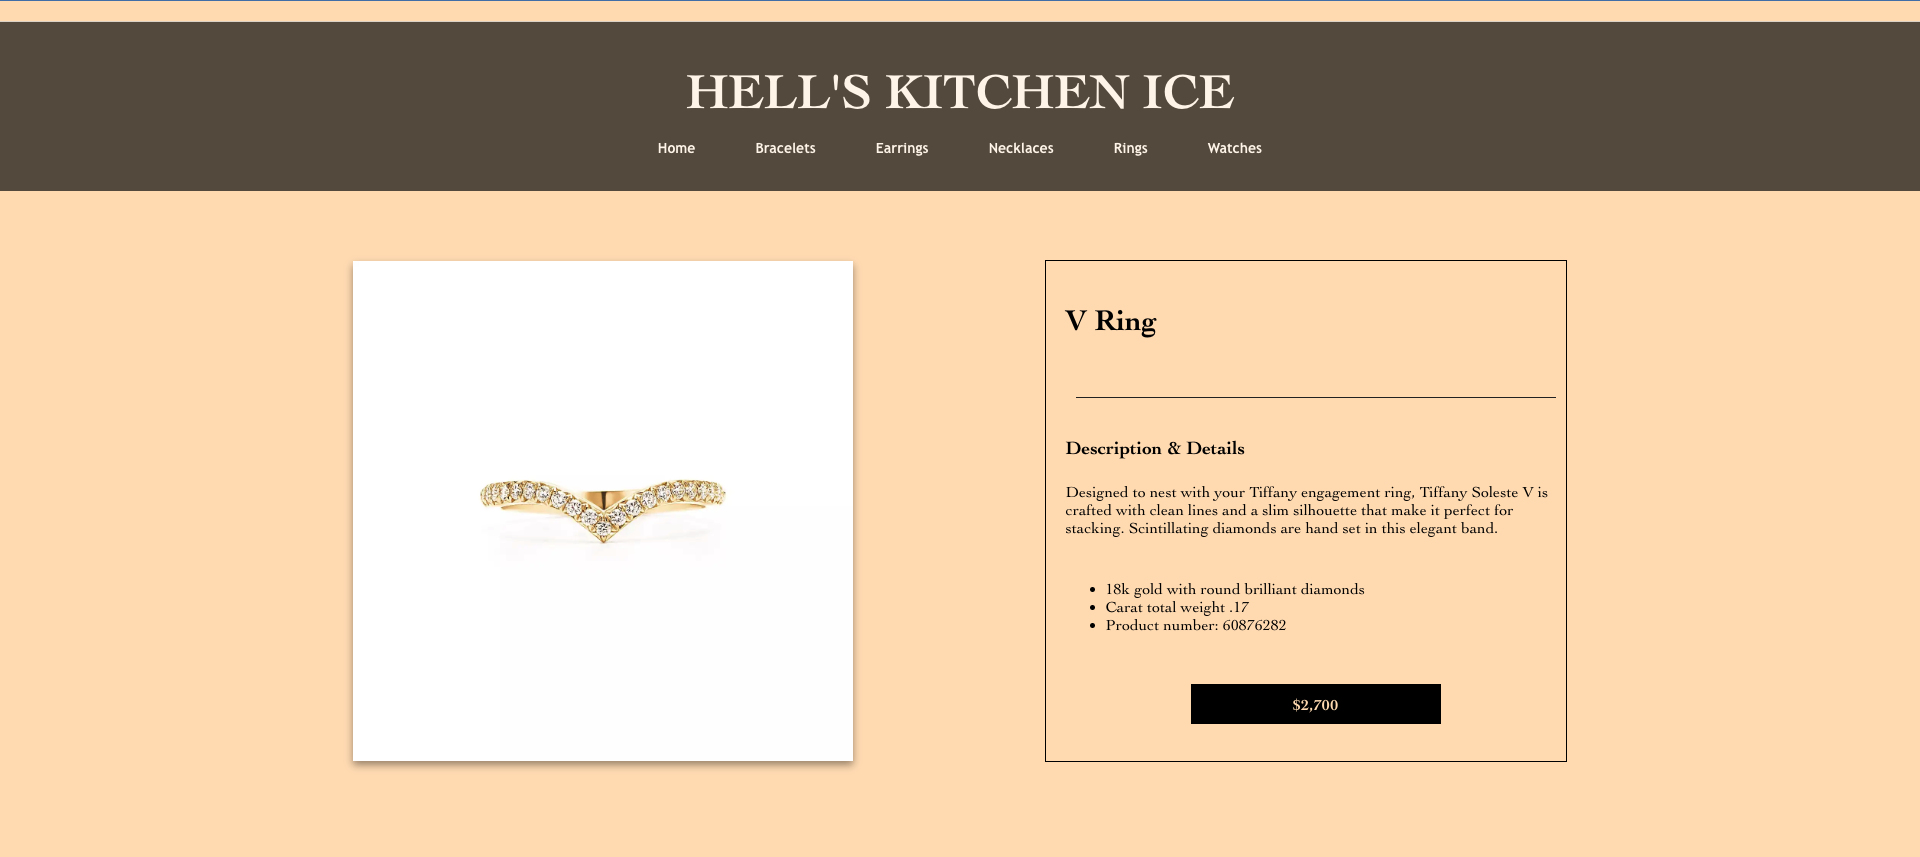 HELL'S KITCHEN ICE
Home Bracelets Earrings Necklaces Rings Watches
V Ring
Description & Details
Designed to nest with your Tiffany engagement ring, Tiffany Soleste V is
crafted with clean lines and a slim silhouette that make it perfect for
stacking. Scintillating diamonds are hand set in this elegant band.
• 18k gold with round brilliant diamonds
• Carat total weight .17
• Product number: 60876282
$2,700